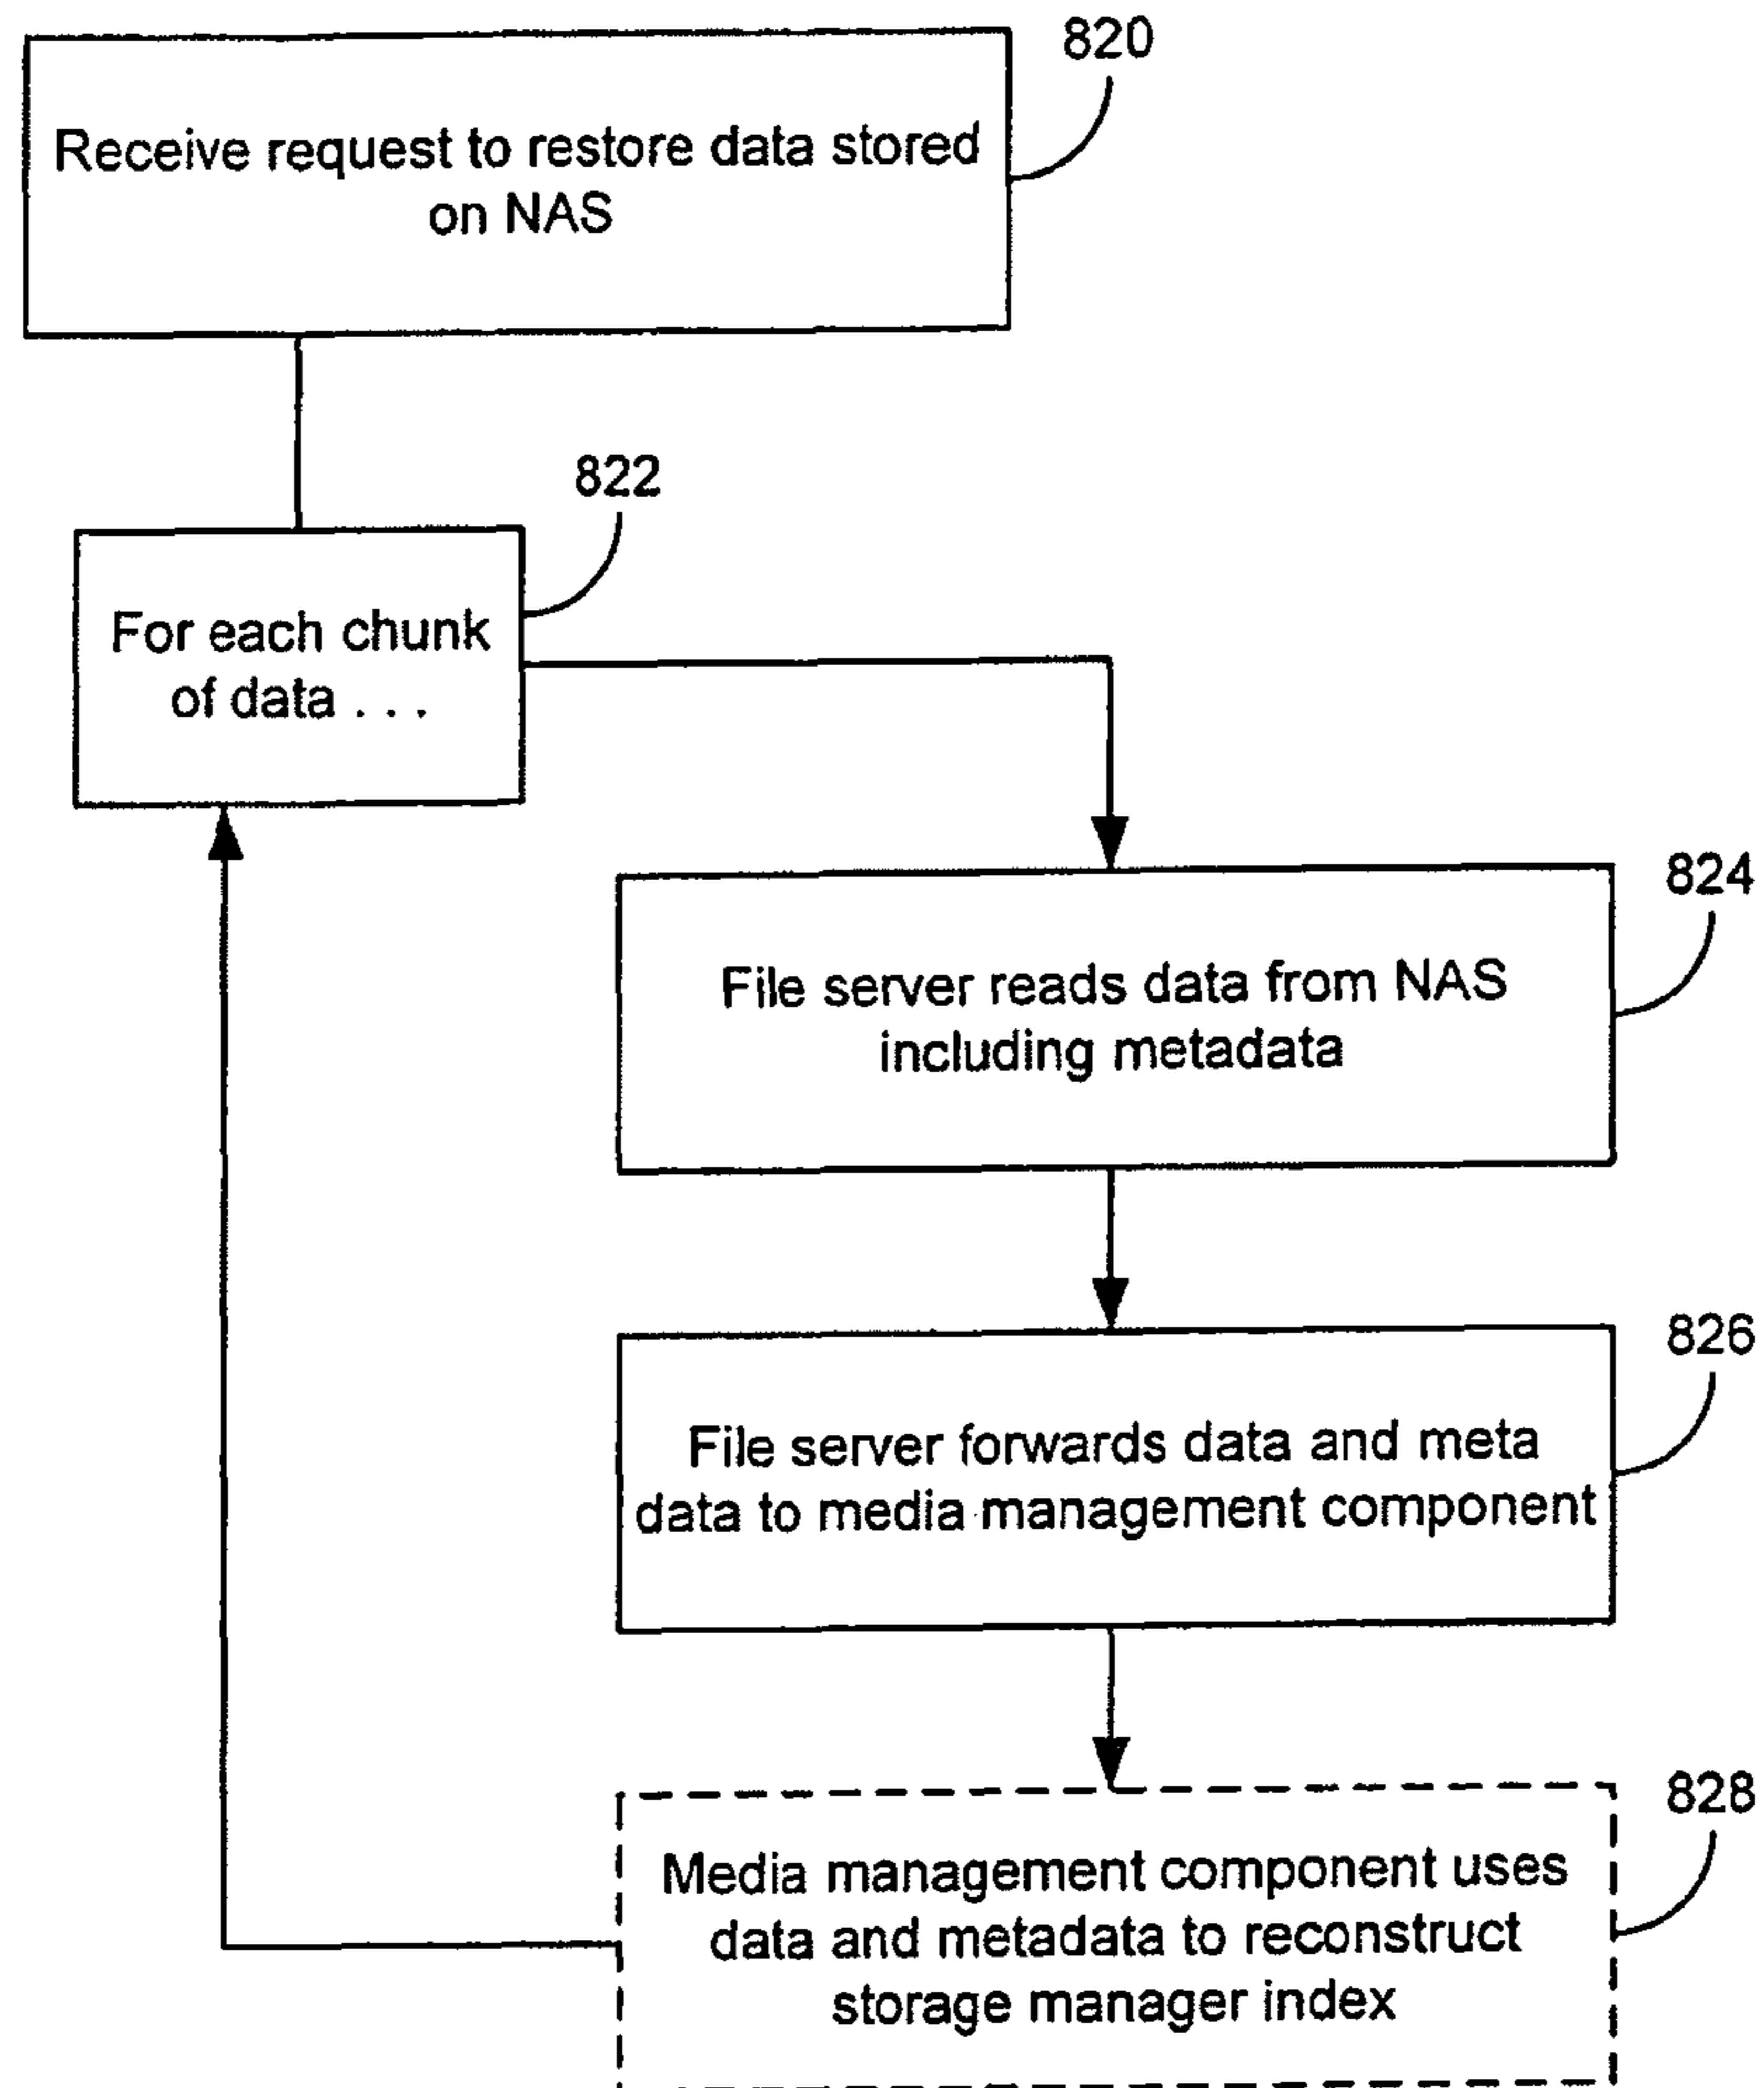 820
Receive request to restore data stored
on NAS
822
For each chunk
of data . . .
824
File server reads data from NAS
including metadata
826
File server forwards data and meta
data to media management component
828
Media management component uses
data and metadata to reconstruct
storage manager index